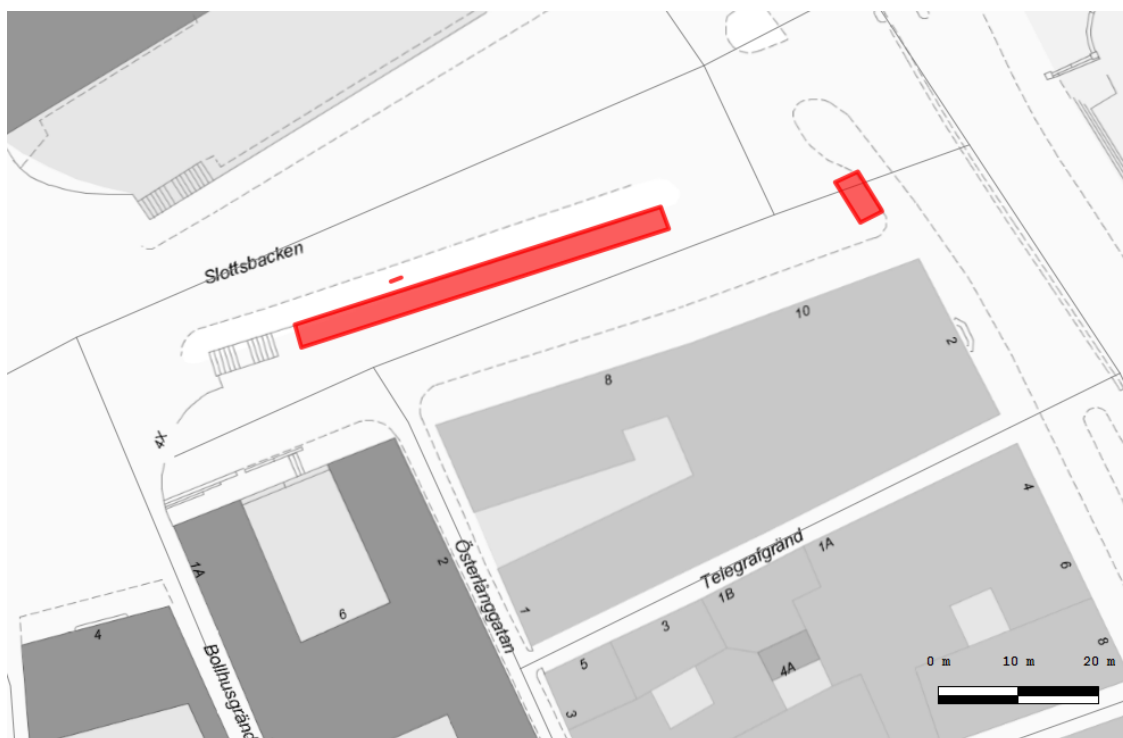 Slottsbacken
10
8
2
4
Telegrafgränd
1A
1A
2
Österlånggatan
6
1B
3
1
6
4
5
4A
8
3
Bollhusgränd
0 m 10 m 20 m